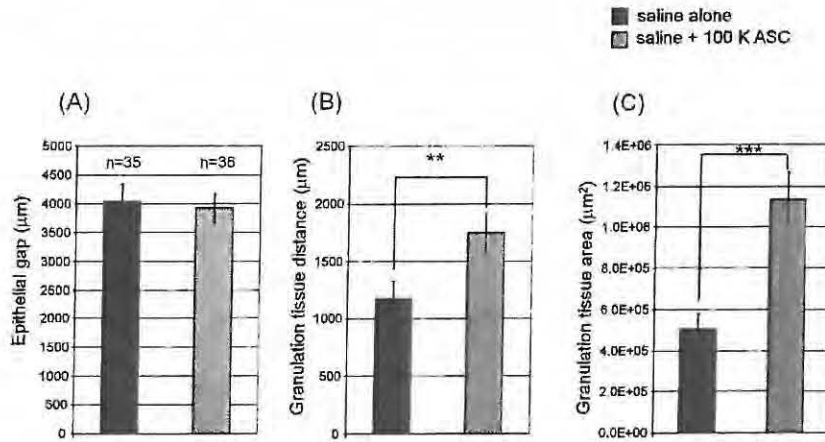 saline alone
saline + 100 K ASC
(A)
(B)
(C)
Epithelial gap (μm)
5000
4500
4000
3500
3000
2500
2000
1500
1000
500
0
n=35
n=36
Granulation tissue distance (μm)
2500
2000
1500
1000
500
0
**
Granulation tissue area (μm²)
1.4E+06
1.2E+06
1.0E+06
8.0E+05
6.0E+05
4.0E+05
2.0E+05
0.0E+00
***